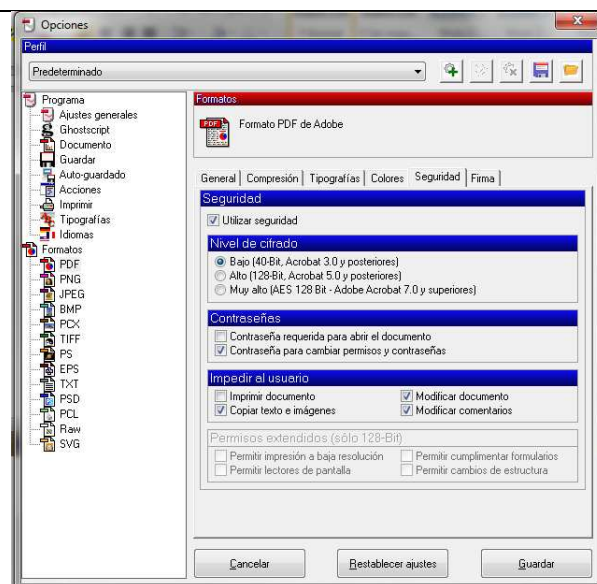 Opciones
Perfil
Predeterminado
Programa
Ajustes generales
Ghostscript
Documento
Guardar
Auto-guardado
Acciones
Imprimir
Tipografías
Idiomas
Formatos
PDF
PNG
JPEG
BMP
PCX
TIFF
PS
EPS
TXT
PSD
PCL
Raw
SVG
Formatos
PDF
Formato PDF de Adobe
General Compresión Tipografías Colores Seguridad Firma
Seguridad
Utilizar seguridad
Nivel de cifrado
Bajo (40-Bit, Acrobat 3.0 y posteriores)
Alto (128-Bit, Acrobat 5.0 y posteriores)
Muy alto (AES 128 Bit - Adobe Acrobat 7.0 y superiores)
Contraseñas
Contraseña requerida para abrir el documento
Contraseña para cambiar permisos y contraseñas
Impedir al usuario
Imprimir documento Modificar documento
Copiar texto e imágenes Modificar comentarios
Permisos extendidos (sólo 128-Bit)
Permitir impresión a baja resolución Permitir cumplimentar formularios
Permitir lectores de pantalla Permitir cambios de estructura
Cancelar Restablecer ajustes Guardar